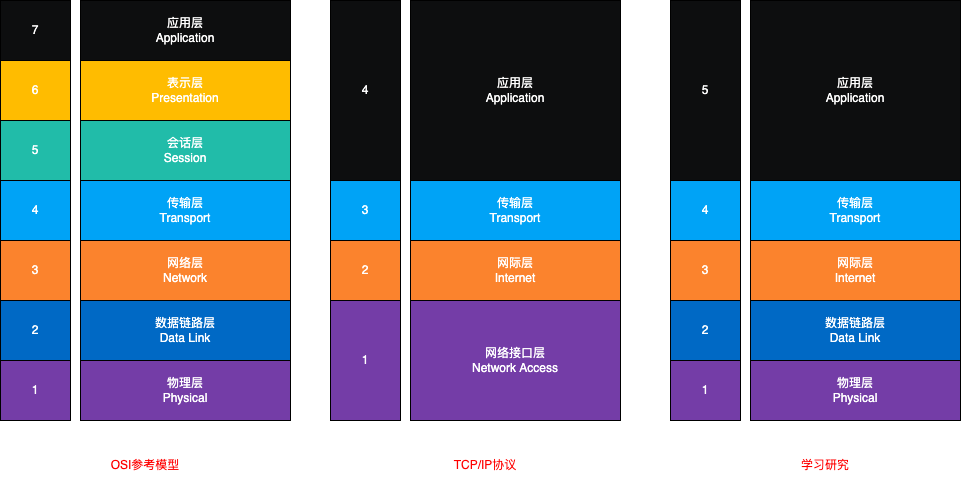 7
应用层
Application
6
表示层
Presentation
5
会话层
Session
4
传输层
Transport
3
网络层
Network
2
数据链路层
Data Link
1
物理层
Physical
OSI参考模型
4
应用层
Application
3
传输层
Transport
2
网际层
Internet
1
网络接口层
Network Access
TCP/IP协议
5
应用层
Application
4
传输层
Transport
3
网际层
Internet
2
数据链路层
Data Link
1
物理层
Physical
学习研究